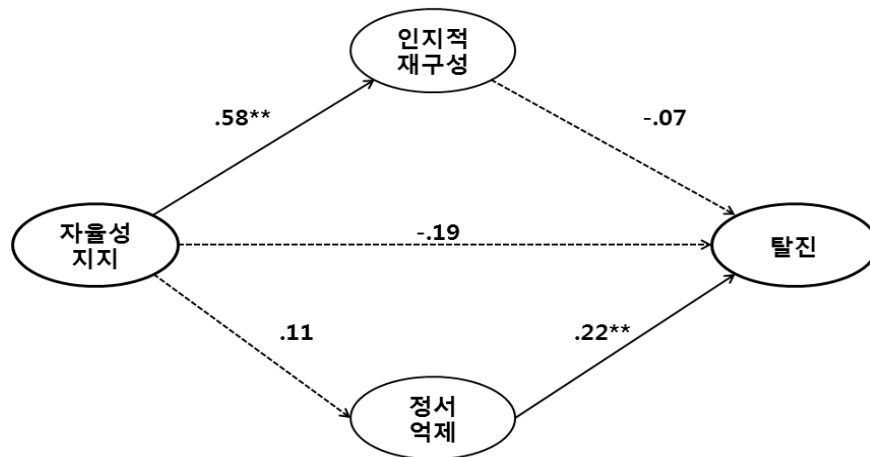 인지적
재구성
.58**
-.07
자율성
지지
-.19
탈진
.11
.22**
정서
억제